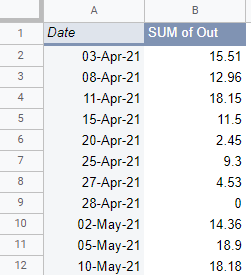 A B
1 Date SUM of Out
2 03-Apr-21 15.51
3 08-Apr-21 12.96
4 11-Apr-21 18.15
5 15-Apr-21 11.5
6 20-Apr-21 2.45
7 25-Apr-21 9.3
8 27-Apr-21 4.53
9 28-Apr-21 0
10 02-May-21 14.36
11 05-May-21 18.9
12 10-May-21 18.18